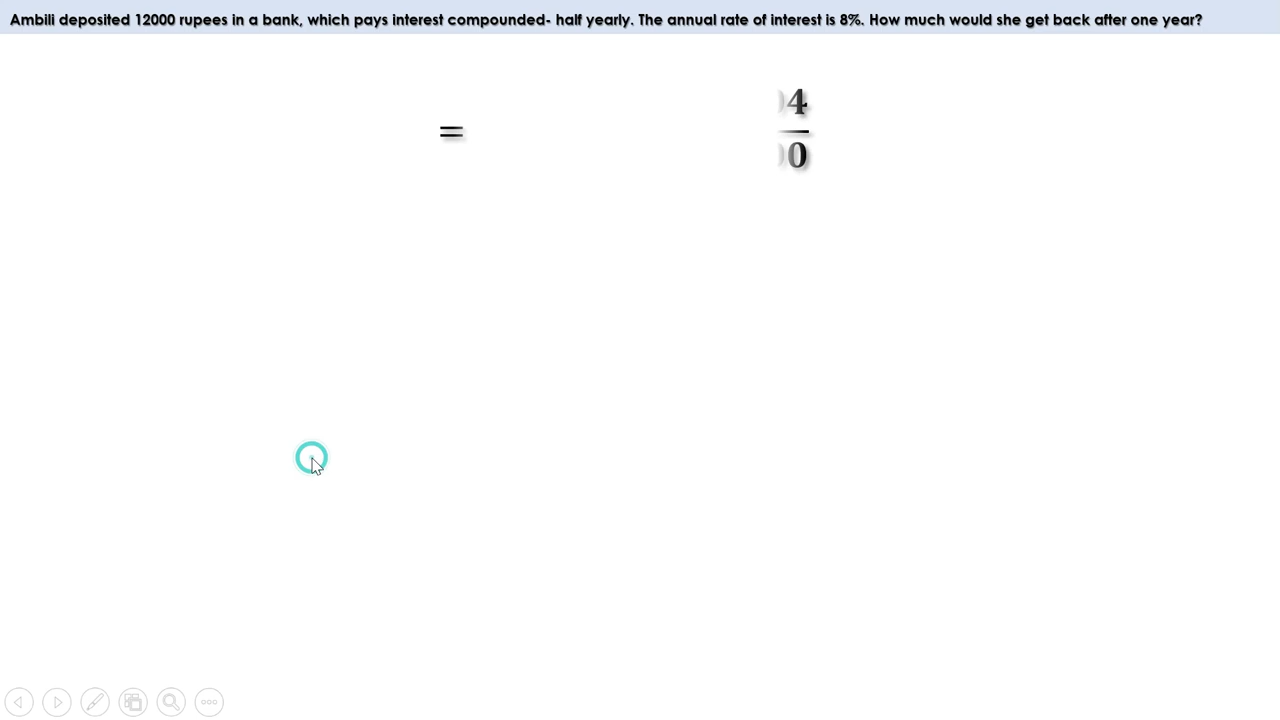 Ambili deposited 12000 rupees in a bank, which pays interest compounded- half yearly. The annual rate of interest is 8%. How much would she get back after one year?
=
4
0